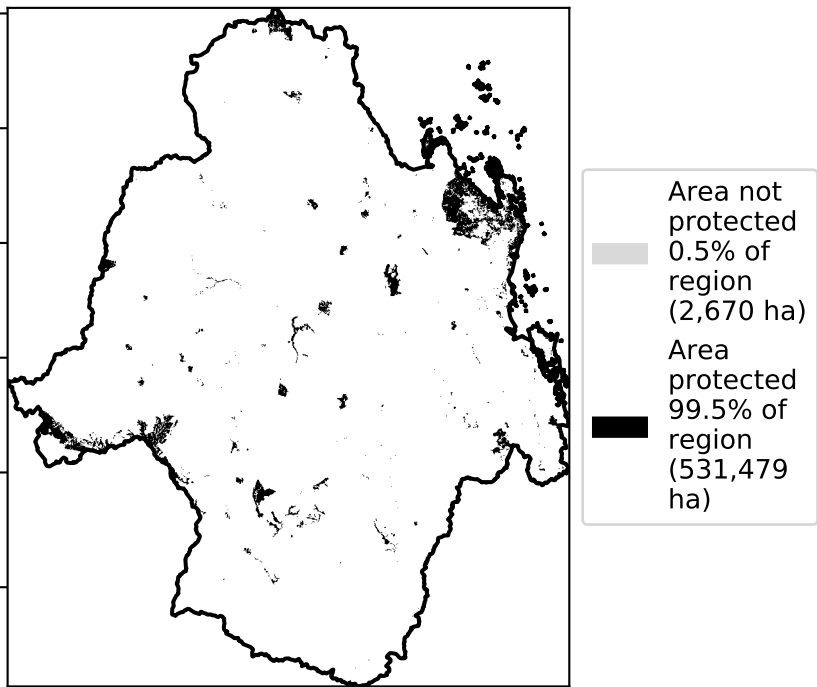 Area not
protected
0.5% of
region
(2,670 ha)
Area
protected
99.5% of
region
(531,479
ha)